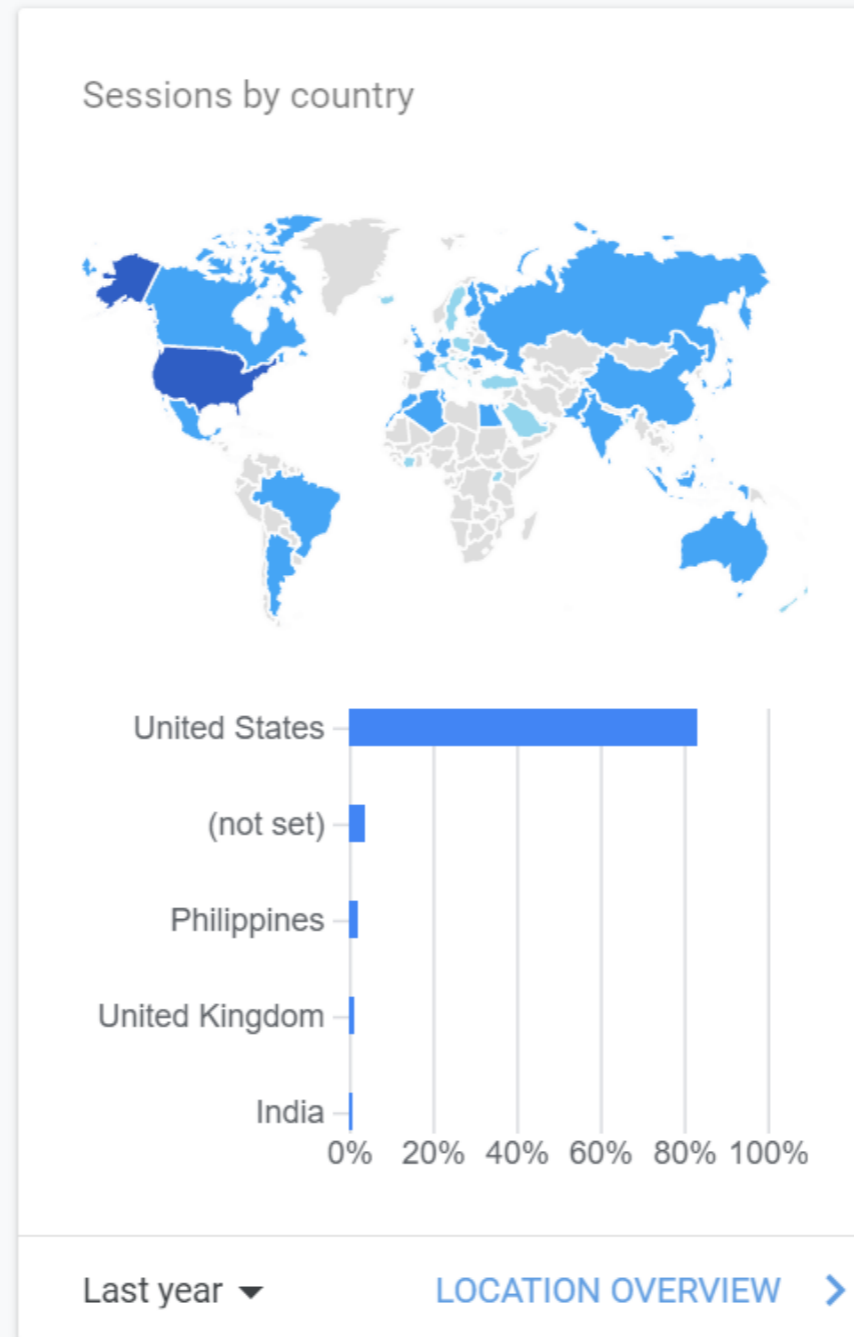 Sessions by country
United States
(not set)
Philippines
United Kingdom
India
0% 20% 40% 60% 80% 100%
Last year LOCATION OVERVIEW